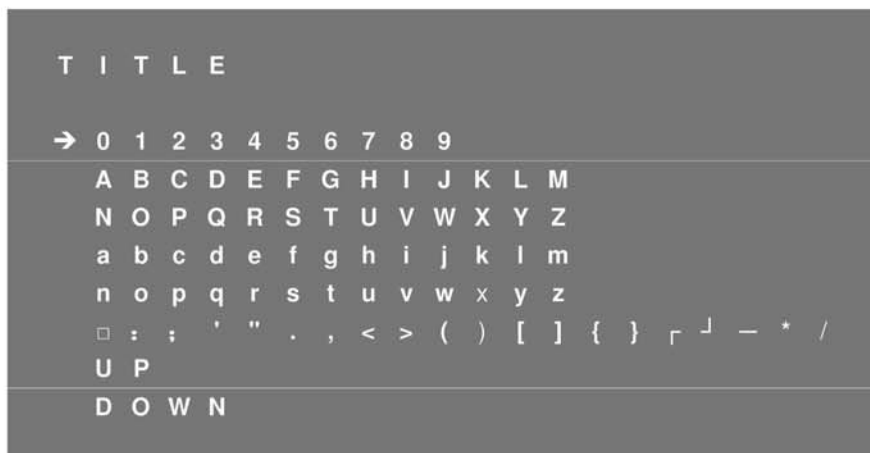 T I T L E
➔ 0 1 2 3 4 5 6 7 8 9
A B C D E F G H I J K L M
N O P Q R S T U V W X Y Z
a b c d e f g h i j k l m
n o p q r s t u v w x y z
□ : ; ' " . , < > ( ) [ ] { } ┌ ┘ — * /
U P
D O W N